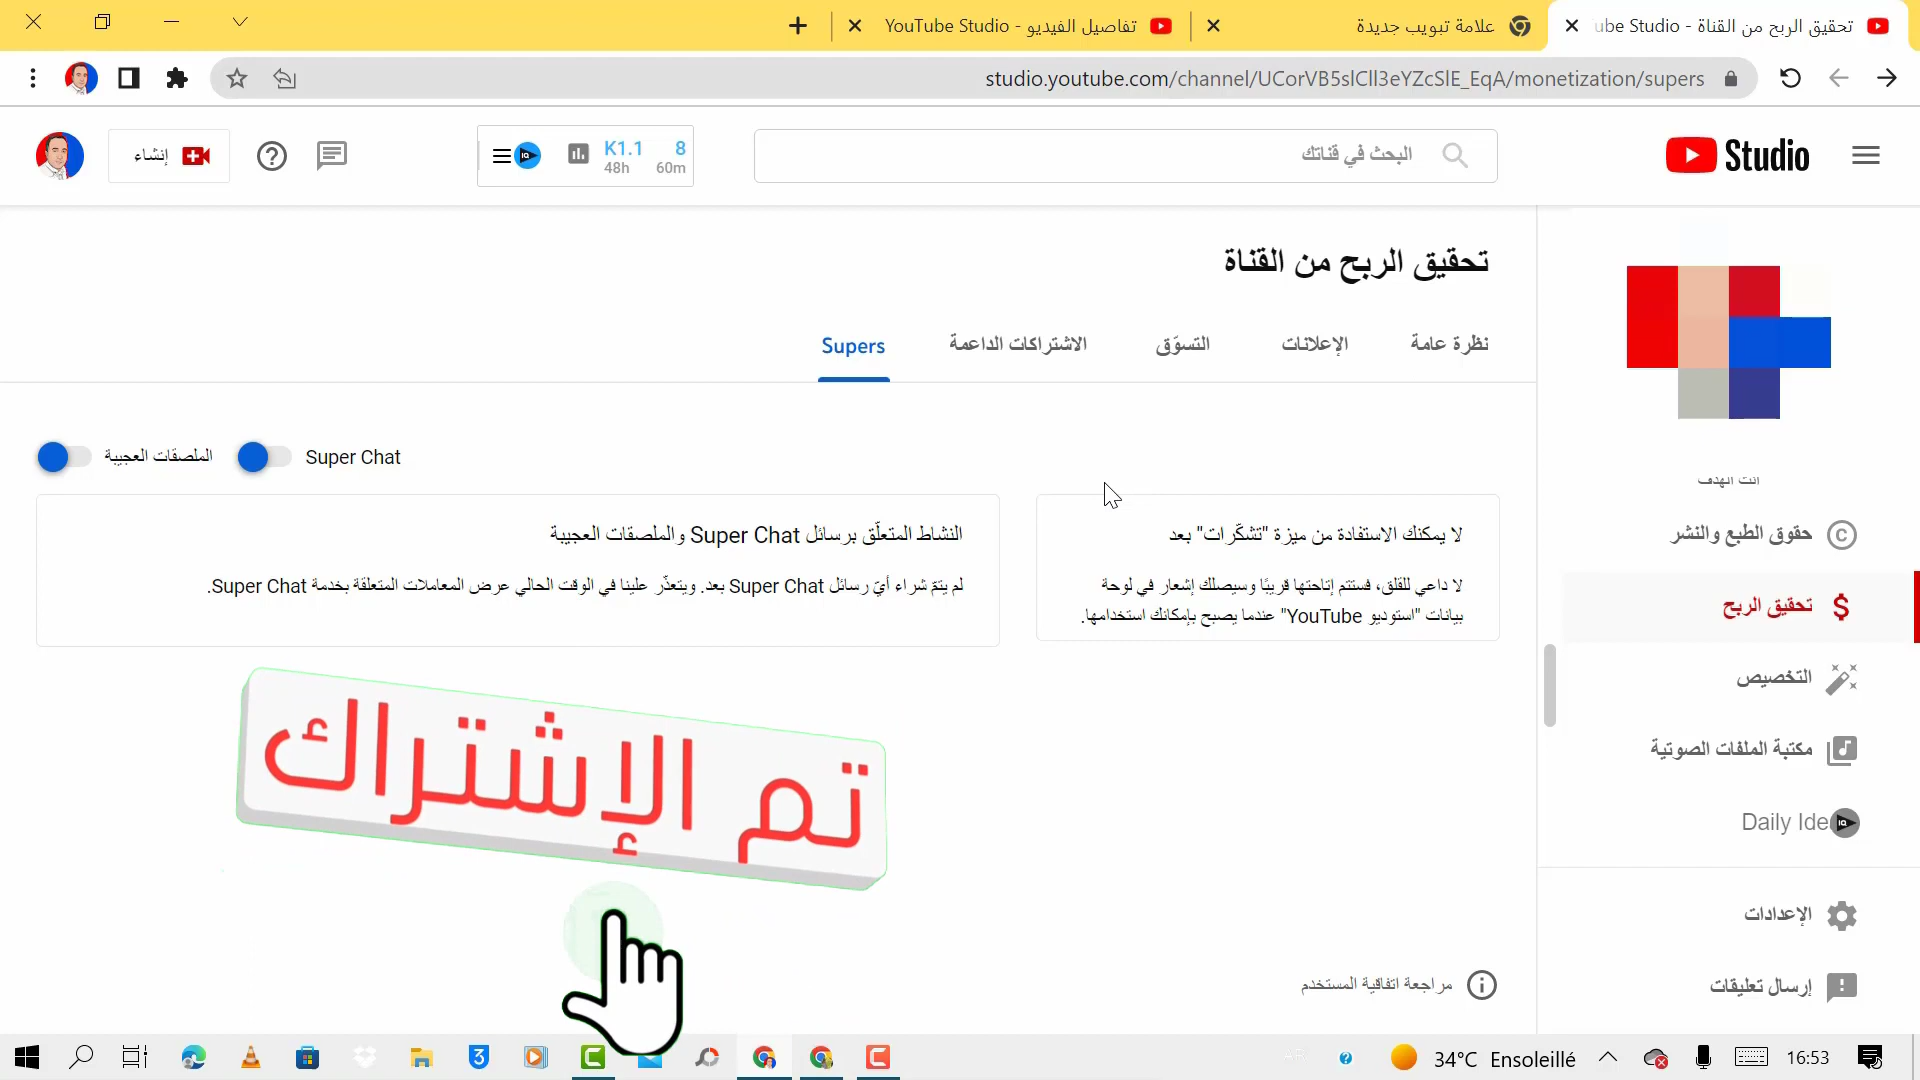 تحقيق الربح من القناة - ube Studio
علامة تبويب جديدة
تفاصيل الفيديو - YouTube Studio
studio.youtube.com/channel/UCorVB5slCll3eYZcSlE_EqA/monetization/supers
Studio
البحث في قناتك
K1.1 8
48h 60m
إنشاء
تحقيق الربح من القناة
نظرة عامة
الإعلانات
التسوّق
الاشتراكات الداعمة
Supers
Super Chat
الملصقات العجيبة
لا يمكنك الاستفادة من ميزة "تشكّرات" بعد
لا داعي للقلق، فستتم إتاحتها قريبًا وسيصلك إشعار في لوحة
بيانات "استوديو YouTube" عندما يصبح بإمكانك استخدامها.
النشاط المتعلّق برسائل Super Chat والملصقات العجيبة
لم يتمّ شراء أيّ رسائل Super Chat بعد. ويتعذّر علينا في الوقت الحالي عرض المعاملات المتعلقة بخدمة Super Chat.
تم الإشتراك
مراجعة اتفاقية المستخدم
انت الهدف
حقوق الطبع والنشر
تحقيق الربح
التخصيص
مكتبة الملفات الصوتية
Daily Ide
الإعدادات
إرسال تعليقات
34°C Ensoleillé
16:53